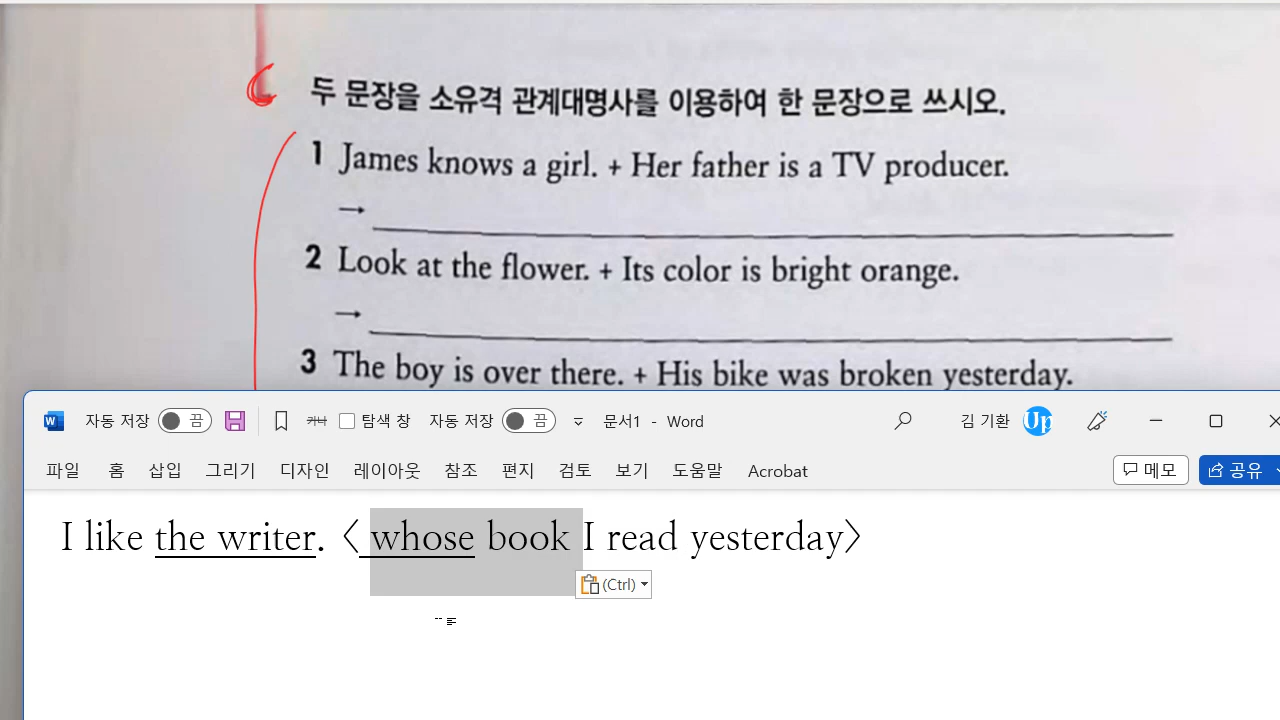 두 문장을 소유격 관계대명사를 이용하여 한 문장으로 쓰시오.
1 James knows a girl. + Her father is a TV producer.
→
2 Look at the flower. + Its color is bright orange.
→
3 The boy is over there. + His bike was broken yesterday.
자동 저장 끔 가나 탐색 창 자동 저장 끔 문서1 - Word 김 기환 Up
파일 홈 삽입 그리기 디자인 레이아웃 참조 편지 검토 보기 도움말 Acrobat 메모 공유
I like the writer. 〈 whose book I read yesterday〉
(Ctrl)